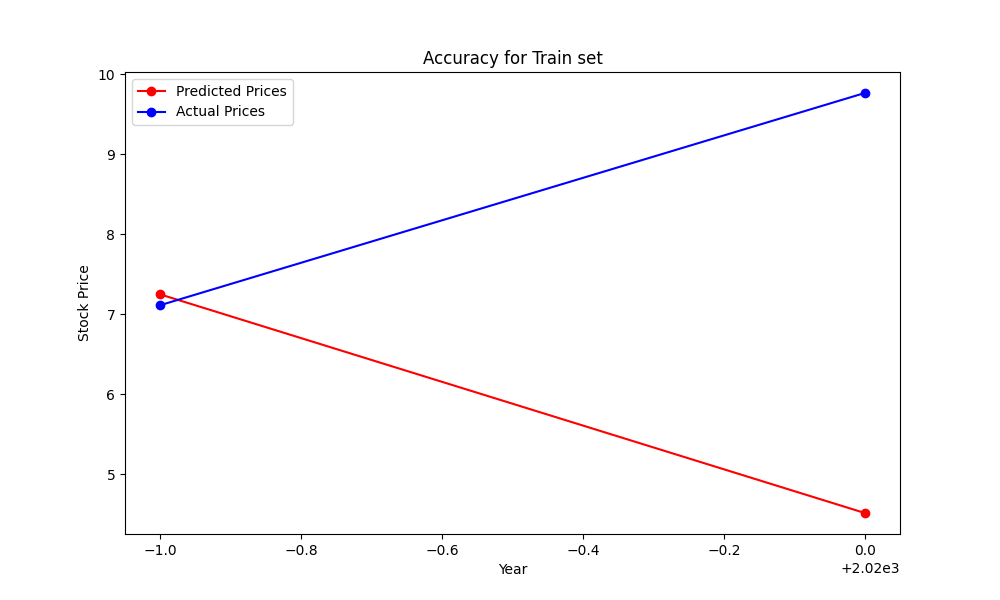 Accuracy for Train set
Predicted Prices
Actual Prices
10
9
8
7
6
5
Stock Price
−1.0 −0.8 −0.6 −0.4 −0.2 0.0
Year
+2.02e3